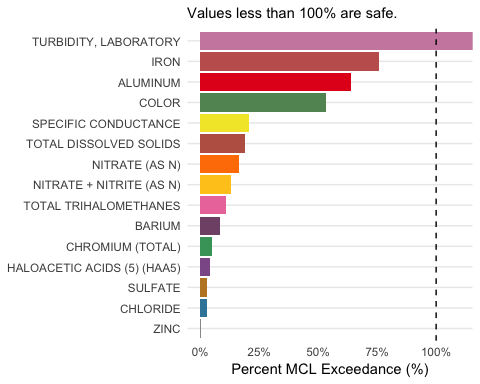 Values less than 100% are safe.
TURBIDITY, LABORATORY
IRON
ALUMINUM
COLOR
SPECIFIC CONDUCTANCE
TOTAL DISSOLVED SOLIDS
NITRATE (AS N)
NITRATE + NITRITE (AS N)
TOTAL TRIHALOMETHANES
BARIUM
CHROMIUM (TOTAL)
HALOACETIC ACIDS (5) (HAA5)
SULFATE
CHLORIDE
ZINC
0% 25% 50% 75% 100%
Percent MCL Exceedance (%)